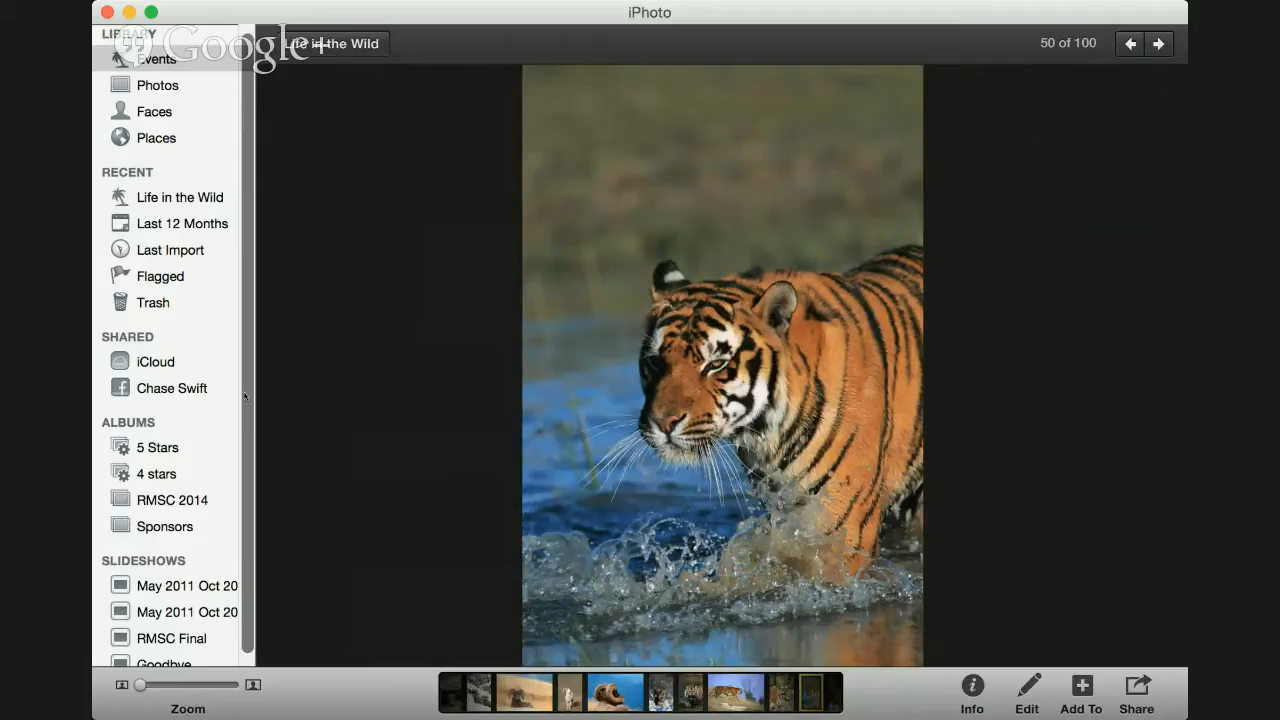 iPhoto
LIBRARY
Google+
Life in the Wild
50 of 100
Events
Photos
Faces
Places
RECENT
Life in the Wild
Last 12 Months
Last Import
Flagged
Trash
SHARED
iCloud
Chase Swift
ALBUMS
5 Stars
4 stars
RMSC 2014
Sponsors
SLIDESHOWS
May 2011 Oct 20
May 2011 Oct 20
RMSC Final
Goodbye
Zoom
Info
Edit
Add To
Share